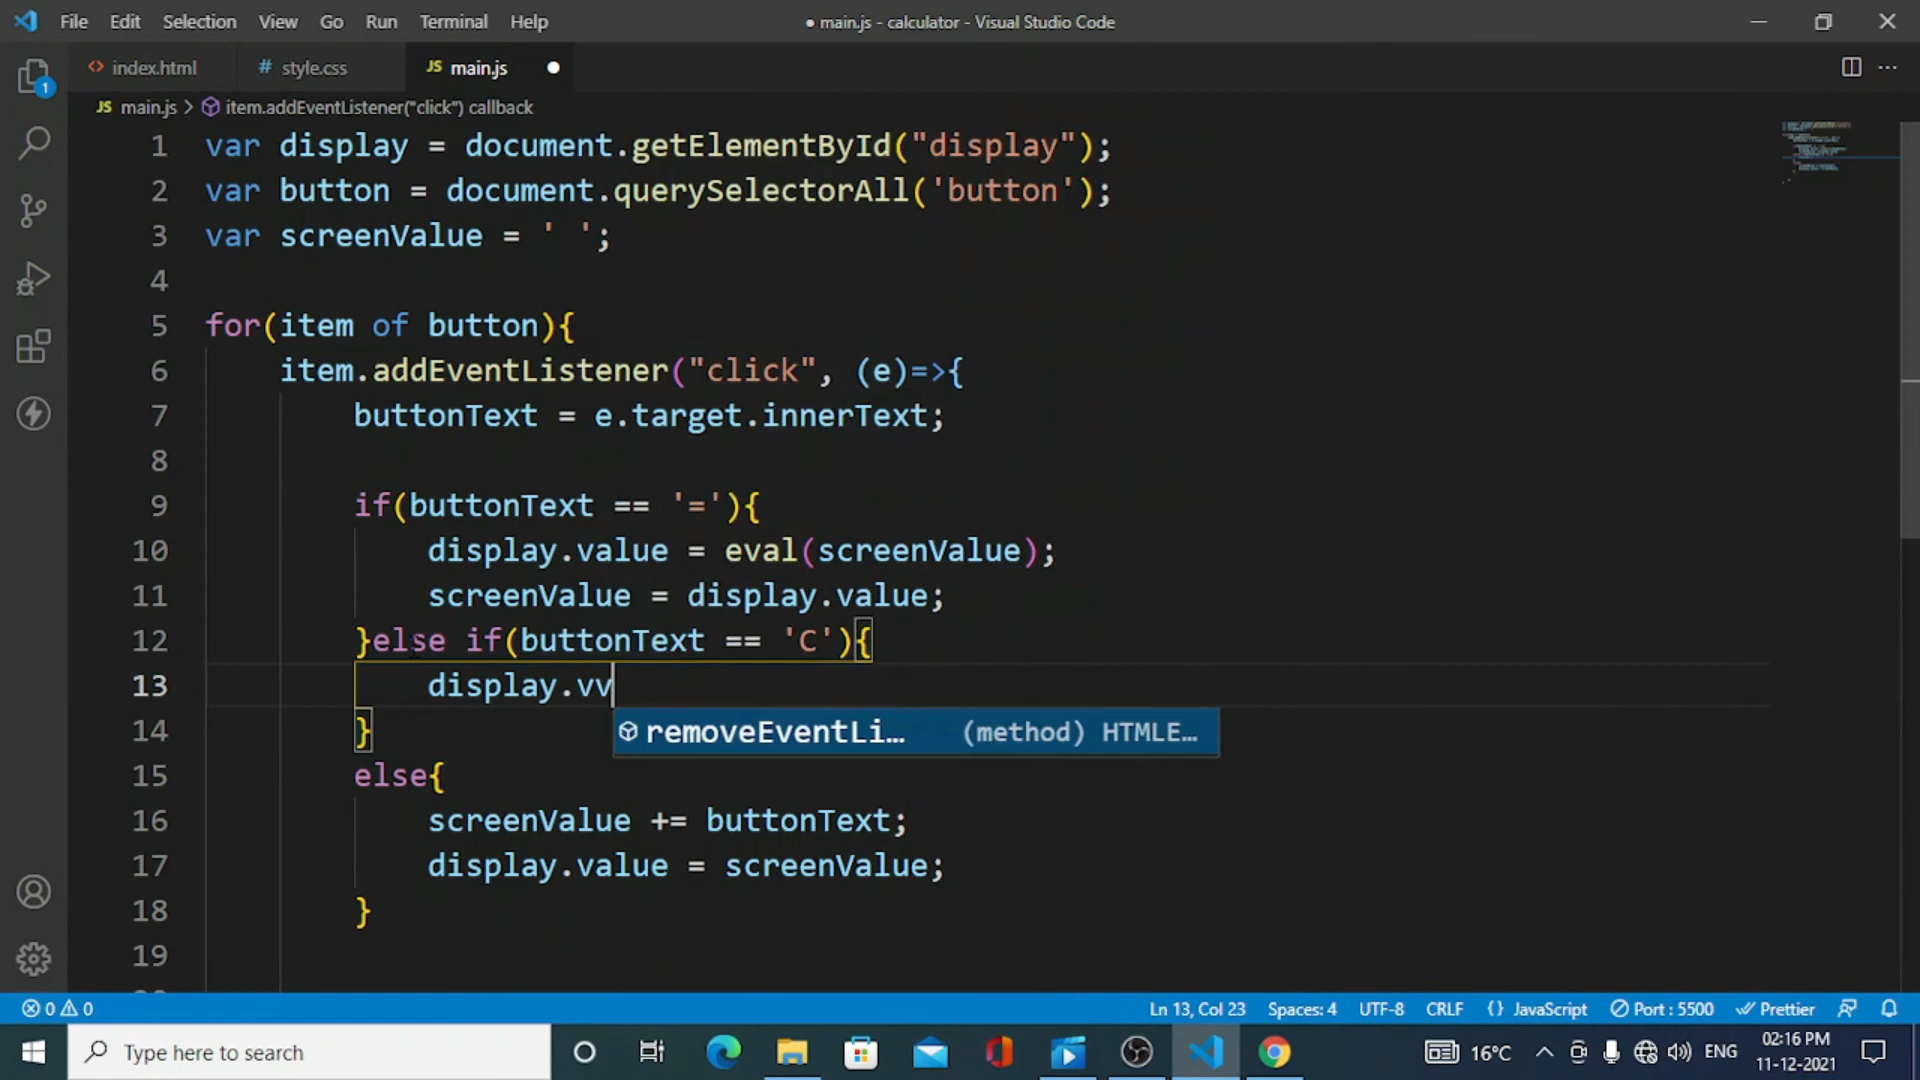 File Edit Selection View Go Run Terminal Help ● main.js - calculator - Visual Studio Code
<> index.html # style.css JS main.js ●
JS main.js > item.addEventListener("click") callback
1 var display = document.getElementById("display");
2 var button = document.querySelectorAll('button');
3 var screenValue = ' ';
4
5 for(item of button){
6 item.addEventListener("click", (e)=>{
7 buttonText = e.target.innerText;
8
9 if(buttonText == '='){
10 display.value = eval(screenValue);
11 screenValue = display.value;
12 }else if(buttonText == 'C'){
13 display.vv
removeEventLi… (method) HTMLE…
14 }
15 else{
16 screenValue += buttonText;
17 display.value = screenValue;
18 }
19
1
0 0 Ln 13, Col 23 Spaces: 4 UTF-8 CRLF {} JavaScript Port : 5500 Prettier
Type here to search 16°C ENG 02:16 PM
11-12-2021